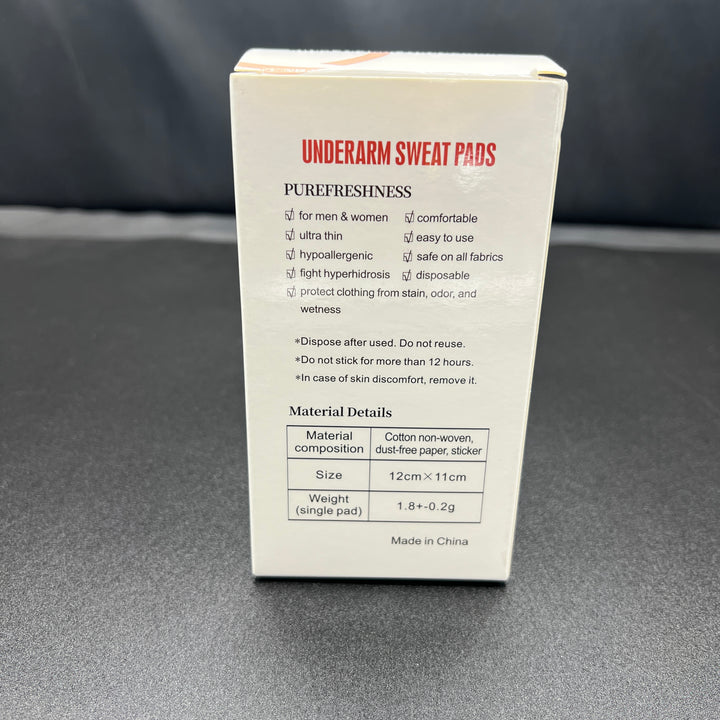 UNDERARM SWEAT PADS
PUREFRESHNESS
☑ for men & women ☑ comfortable
☑ ultra thin ☑ easy to use
☑ hypoallergenic ☑ safe on all fabrics
☑ fight hyperhidrosis ☑ disposable
☑ protect clothing from stain, odor, and
wetness
*Dispose after used. Do not reuse.
*Do not stick for more than 12 hours.
*In case of skin discomfort, remove it.
Material Details
Material composition Cotton non-woven, dust-free paper, sticker
Size 12cm×11cm
Weight (single pad) 1.8+-0.2g
Made in China